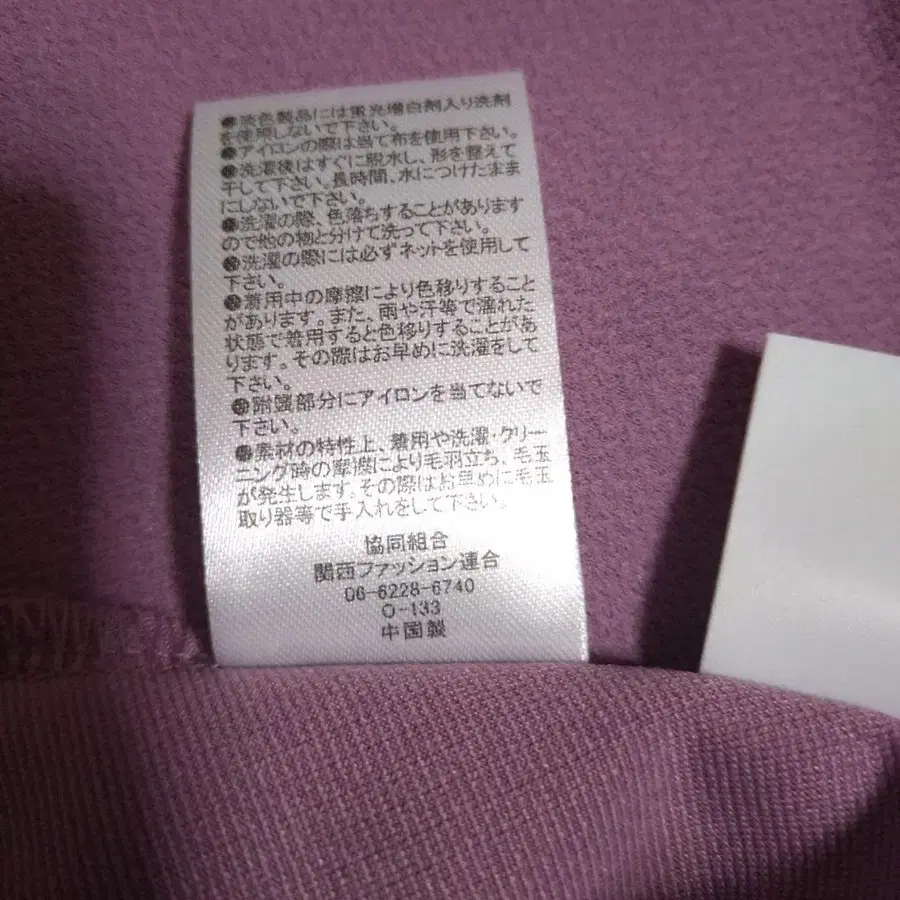 ●淡色製品には蛍光増白剤入り洗剤
を使用しないで下さい。
●アイロンの際は当て布を使用下さい。
●洗濯後はすぐに脱水し、形を整えて
干して下さい。長時間、水につけたまま
にしないで下さい。
●洗濯の際、色落ちすることがあります
ので他の物と分けて洗って下さい。
●洗濯の際には必ずネットを使用して
下さい。
●着用中の摩擦により色移りすること
があります。また、雨や汗等で濡れた
状態で着用すると色移りすることがあ
ります。その際はお早めに洗濯をして
下さい。
●附属部分にアイロンを当てないで
下さい。
●素材の特性上、着用や洗濯・クリー
ニング時の摩擦により毛羽立ち、毛玉
が発生します。その際はお早めに毛玉
取り器等で手入れをして下さい。
協同組合
関西ファッション連合
06-6228-6740
O-133
中国製